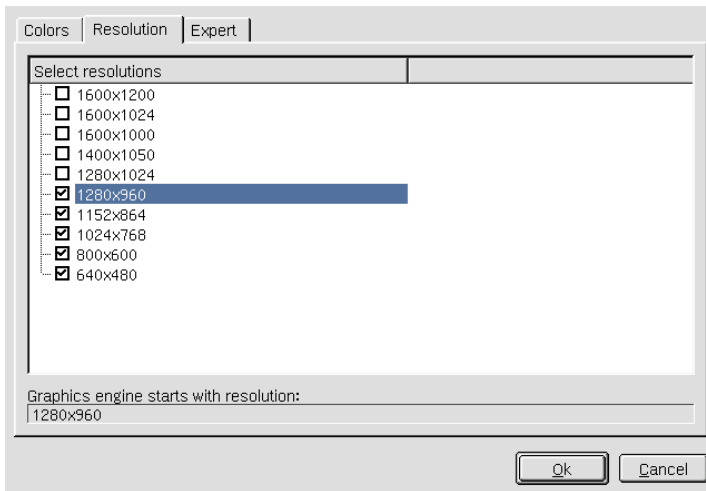 Colors Resolution Expert
Select resolutions
1600x1200
1600x1024
1600x1000
1400x1050
1280x1024
1280x960
1152x864
1024x768
800x600
640x480
Graphics engine starts with resolution:
1280x960
Ok Cancel